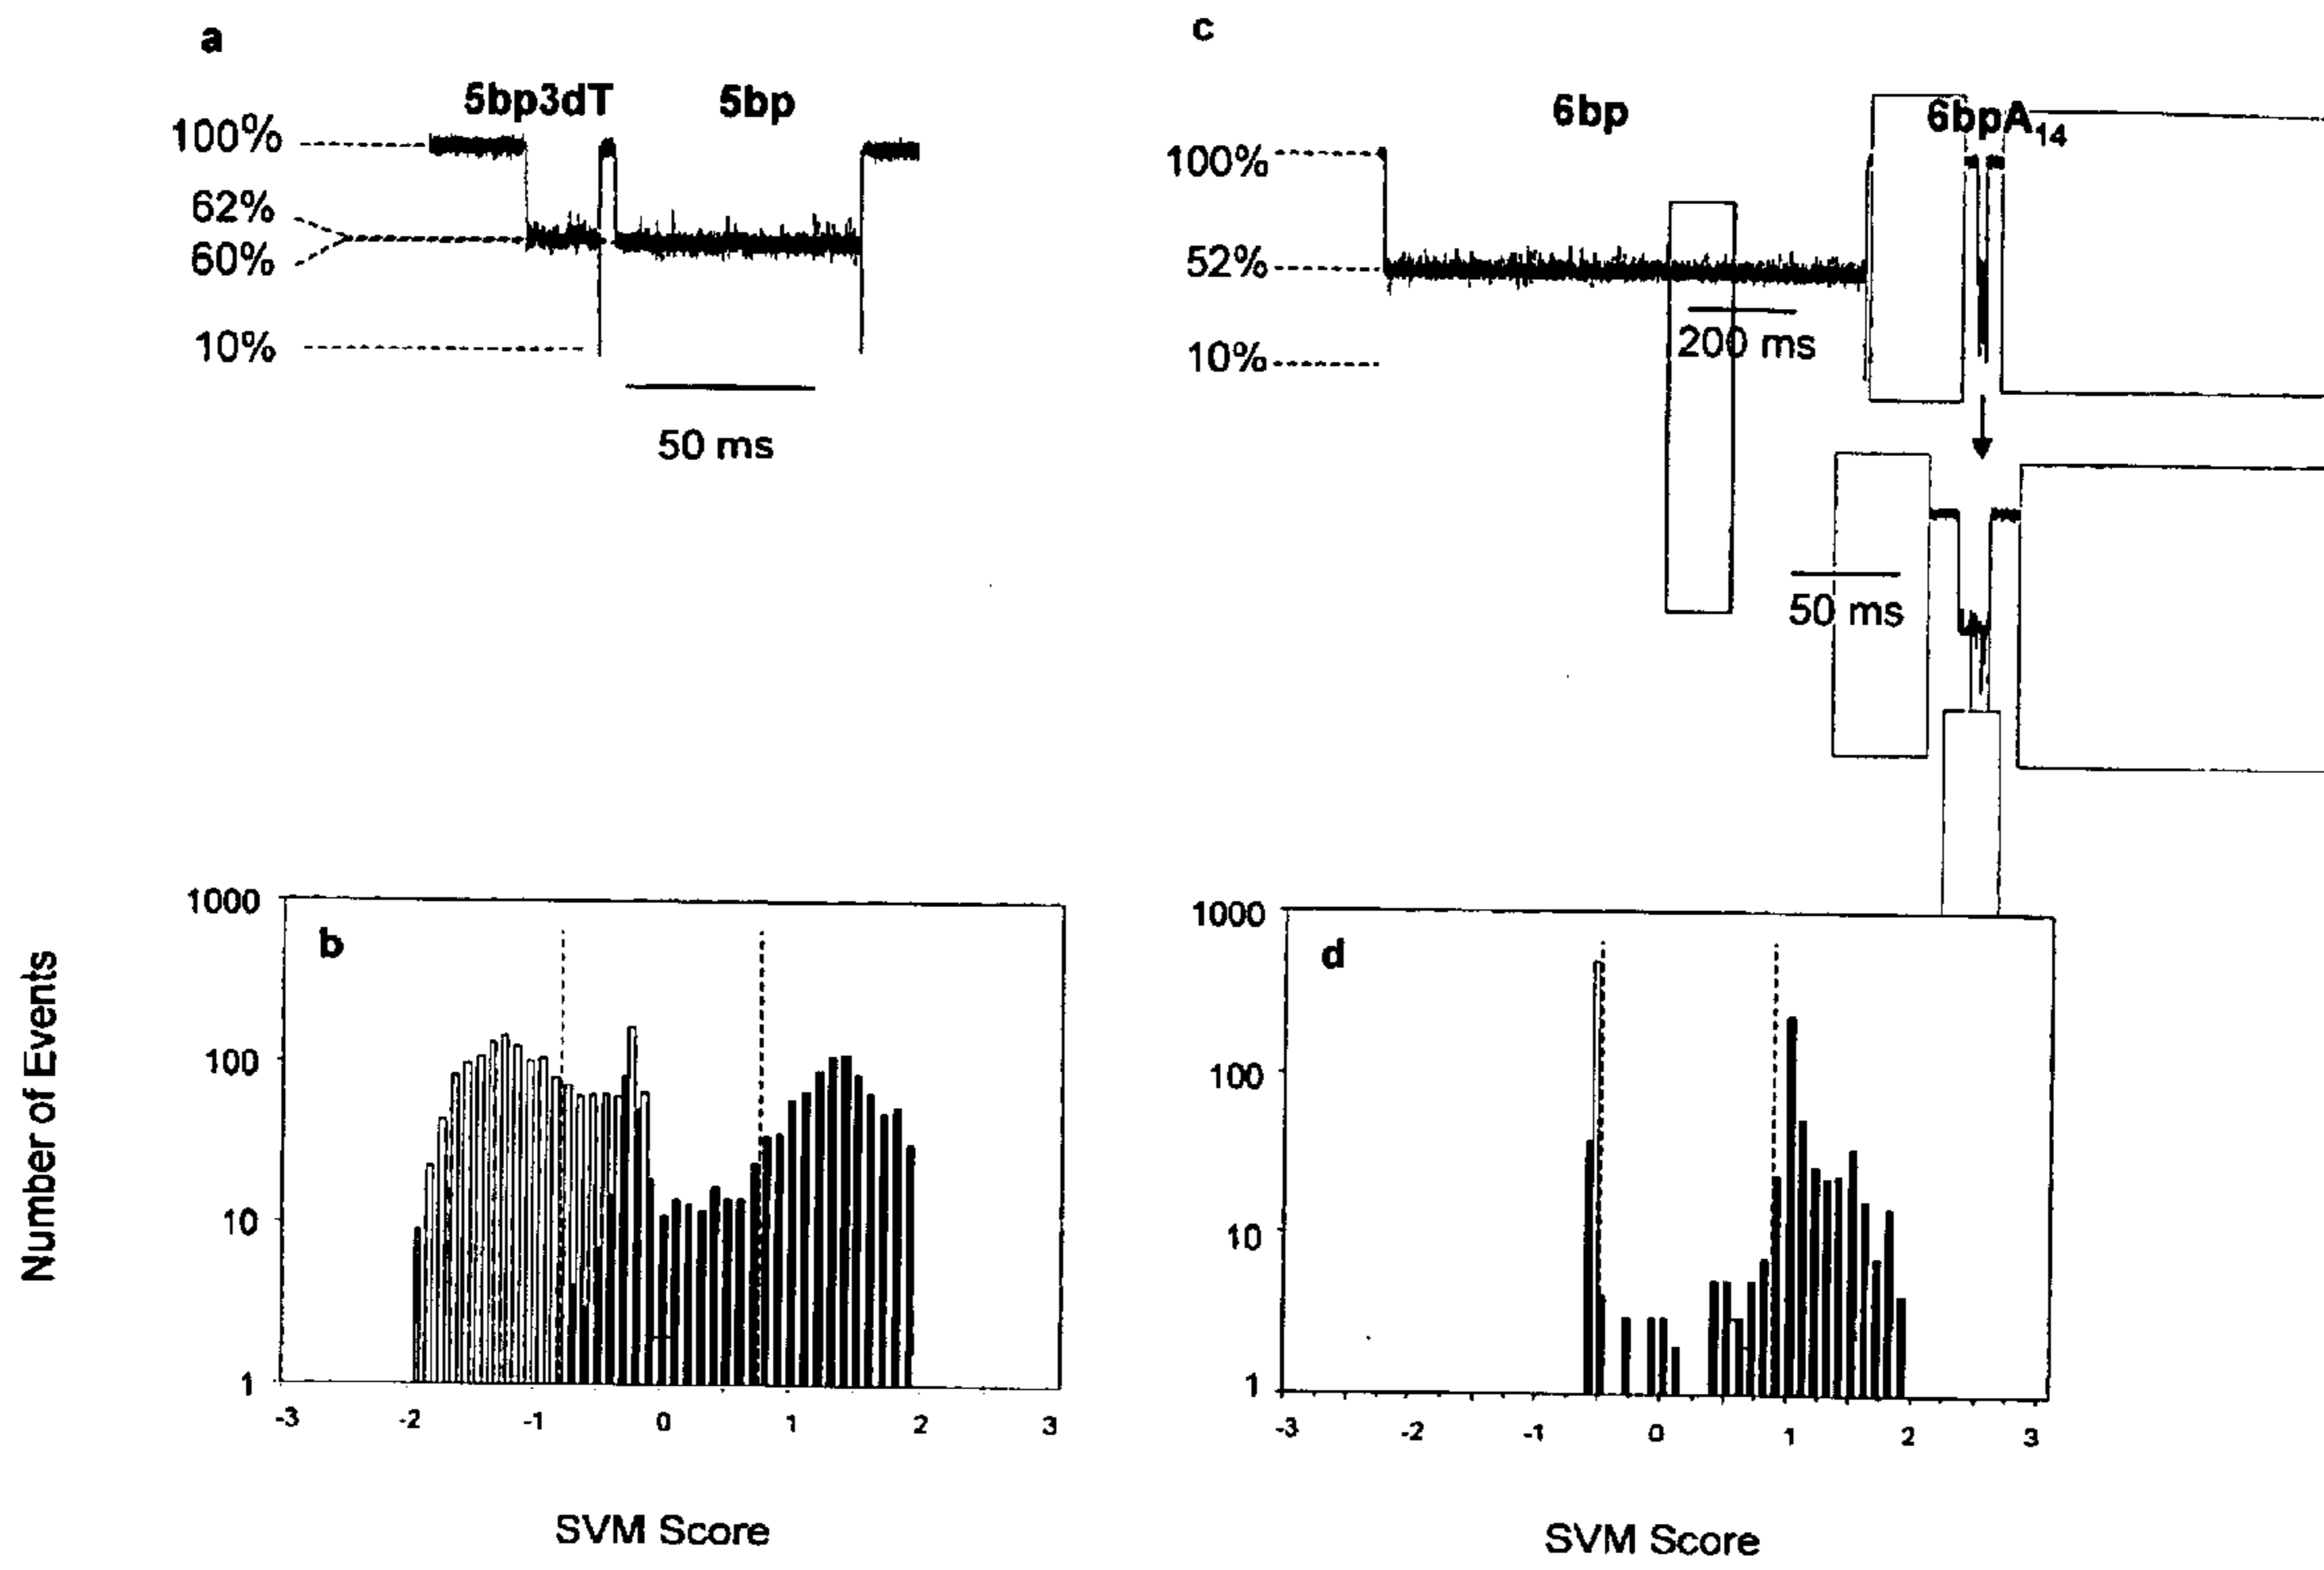 a
5bp3dT 5bp
100%
62%
60%
10%
50 ms
c
6bp 6bpA14
100%
52%
200 ms
10%
50 ms
Number of Events
1000
b
100
10
1
-3 -2 -1 0 1 2 3
SVM Score
1000
d
100
10
1
-3 -2 -1 0 1 2 3
SVM Score